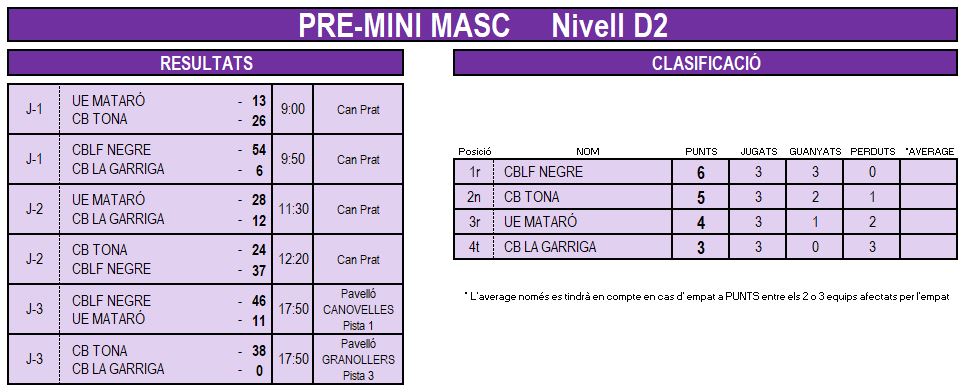 PRE-MINI MASC Nivell D2
RESULTATS
J-1 UE MATARÓ - 13 9:00 Can Prat
CB TONA - 26
J-1 CBLF NEGRE - 54 9:50 Can Prat
CB LA GARRIGA - 6
J-2 UE MATARÓ - 28 11:30 Can Prat
CB LA GARRIGA - 12
J-2 CB TONA - 24 12:20 Can Prat
CBLF NEGRE - 37
J-3 CBLF NEGRE - 46 17:50 Pavelló
UE MATARÓ - 11 CANOVELLES
Pista 1
J-3 CB TONA - 38 17:50 Pavelló
CB LA GARRIGA - 0 GRANOLLERS
Pista 3
CLASIFICACIÓ
Posició NOM PUNTS JUGATS GUANYATS PERDUTS *AVERAGE
1r CBLF NEGRE 6 3 3 0
2n CB TONA 5 3 2 1
3r UE MATARÓ 4 3 1 2
4t CB LA GARRIGA 3 3 0 3
* L'average només es tindrà en compte en cas d' empat a PUNTS entre els 2 o 3 equips afectats per l'empat